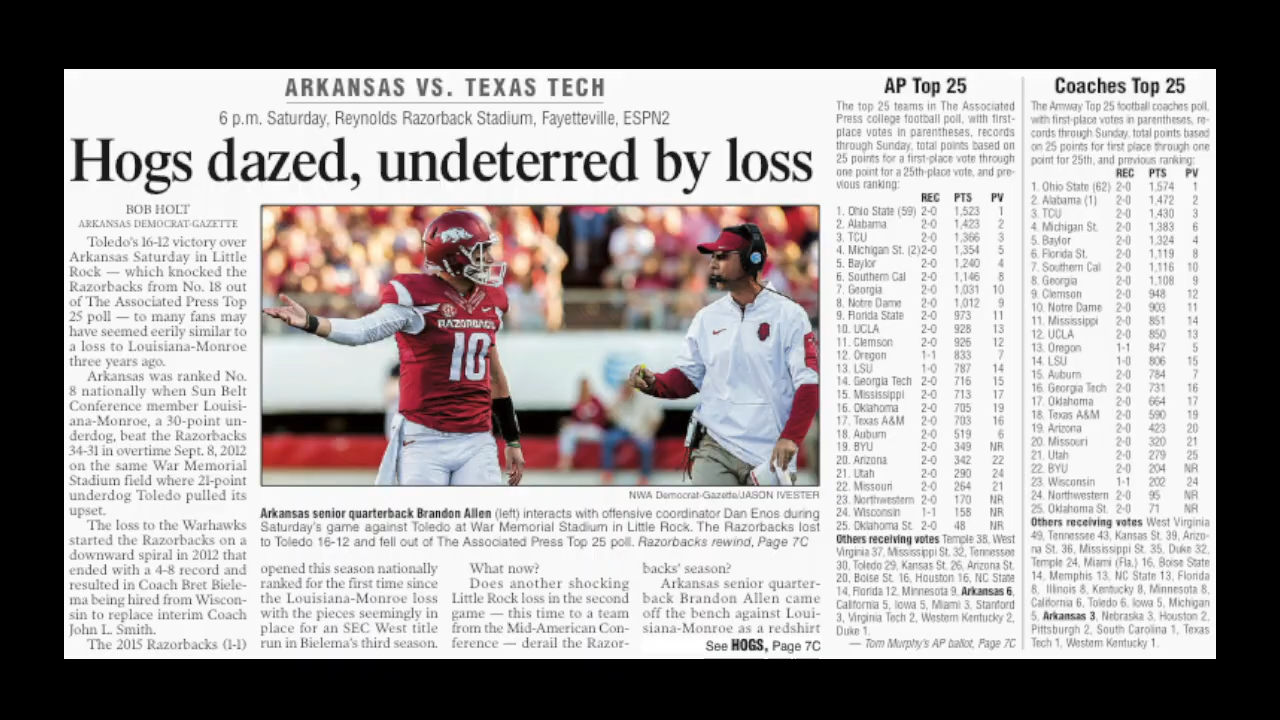 ARKANSAS VS. TEXAS TECH
6 p.m. Saturday, Reynolds Razorback Stadium, Fayetteville, ESPN2
Hogs dazed, undeterred by loss
BOB HOLT
ARKANSAS DEMOCRAT-GAZETTE
Toledo's 16-12 victory over
Arkansas Saturday in Little
Rock — which knocked the
Razorbacks from No. 18 out
of The Associated Press Top
25 poll — to many fans may
have seemed eerily similar to
a loss to Louisiana-Monroe
three years ago.
Arkansas was ranked No.
8 nationally when Sun Belt
Conference member Louisi-
ana-Monroe, a 30-point un-
derdog, beat the Razorbacks
34-31 in overtime Sept. 8, 2012
on the same War Memorial
Stadium field where 21-point
underdog Toledo pulled its
upset.
The loss to the Warhawks
started the Razorbacks on a
downward spiral in 2012 that
ended with a 4-8 record and
resulted in Coach Bret Biele-
ma being hired from Wiscon-
sin to replace interim Coach
John L. Smith.
The 2015 Razorbacks (1-1)
RAZORBACKS
10
NWA Democrat-Gazette/JASON IVESTER
Arkansas senior quarterback Brandon Allen (left) interacts with offensive coordinator Dan Enos during
Saturday's game against Toledo at War Memorial Stadium in Little Rock. The Razorbacks lost
to Toledo 16-12 and fell out of The Associated Press Top 25 poll. Razorbacks rewind, Page 7C
opened this season nationally
ranked for the first time since
the Louisiana-Monroe loss
with the pieces seemingly in
place for an SEC West title
run in Bielema's third season.
What now?
Does another shocking
Little Rock loss in the second
game — this time to a team
from the Mid-American Con-
ference — derail the Razor-
backs' season?
Arkansas senior quarter-
back Brandon Allen came
off the bench against Loui-
siana-Monroe as a redshirt
See HOGS, Page 7C
AP Top 25
The top 25 teams in The Associated
Press college football poll, with first-
place votes in parentheses, records
through Sunday, total points based on
25 points for a first-place vote through
one point for a 25th-place vote, and pre-
vious ranking:
REC PTS PV
1. Ohio State (59) 2-0 1,523 1
2. Alabama 2-0 1,423 2
3. TCU 2-0 1,366 3
4. Michigan St. (2) 2-0 1,354 5
5. Baylor 2-0 1,240 4
6. Southern Cal 2-0 1,146 8
7. Georgia 2-0 1,031 10
8. Notre Dame 2-0 1,012 9
9. Florida State 2-0 973 11
10. UCLA 2-0 928 13
11. Clemson 2-0 926 12
12. Oregon 1-1 833 7
13. LSU 1-0 787 14
14. Georgia Tech 2-0 716 15
15. Mississippi 2-0 713 17
16. Oklahoma 2-0 705 19
17. Texas A&M 2-0 703 16
18. Auburn 2-0 519 6
19. BYU 2-0 349 NR
20. Arizona 2-0 342 22
21. Utah 2-0 290 24
22. Missouri 2-0 264 21
23. Northwestern 2-0 170 NR
24. Wisconsin 1-1 158 NR
25. Oklahoma St. 2-0 48 NR
Others receiving votes Temple 38, West
Virginia 37, Mississippi St. 32, Tennessee
30, Toledo 29, Kansas St. 26, Arizona St.
20, Boise St. 16, Houston 16, NC State
14, Florida 12, Minnesota 9, Arkansas 6,
California 5, Iowa 5, Miami 3, Stanford
3, Virginia Tech 2, Western Kentucky 2,
Duke 1.
— Tom Murphy's AP ballot, Page 7C
Coaches Top 25
The Amway Top 25 football coaches poll,
with first-place votes in parentheses, re-
cords through Sunday, total points based
on 25 points for first place through one
point for 25th, and previous ranking:
REC PTS PV
1. Ohio State (62) 2-0 1,574 1
2. Alabama (1) 2-0 1,472 2
3. TCU 2-0 1,430 3
4. Michigan St. 2-0 1,383 6
5. Baylor 2-0 1,324 4
6. Florida St. 2-0 1,119 8
7. Southern Cal 2-0 1,116 10
8. Georgia 2-0 1,108 9
9. Clemson 2-0 948 12
10. Notre Dame 2-0 903 11
11. Mississippi 2-0 851 14
12. UCLA 2-0 850 13
13. Oregon 1-1 847 5
14. LSU 1-0 806 15
15. Auburn 2-0 784 7
16. Georgia Tech 2-0 731 16
17. Oklahoma 2-0 664 17
18. Texas A&M 2-0 590 19
19. Arizona 2-0 423 20
20. Missouri 2-0 320 21
21. Utah 2-0 279 25
22. BYU 2-0 204 NR
23. Wisconsin 1-1 202 24
24. Northwestern 2-0 95 NR
25. Oklahoma St. 2-0 71 NR
Others receiving votes West Virginia
49, Tennessee 43, Kansas St. 39, Arizo-
na St. 36, Mississippi St. 35, Duke 32,
Temple 24, Miami (Fla.) 16, Boise State
14, Memphis 13, NC State 13, Florida
8, Illinois 8, Kentucky 8, Minnesota 8,
California 6, Toledo 6, Iowa 5, Michigan
5, Arkansas 3, Nebraska 3, Houston 2,
Pittsburgh 2, South Carolina 1, Texas
Tech 1, Western Kentucky 1.